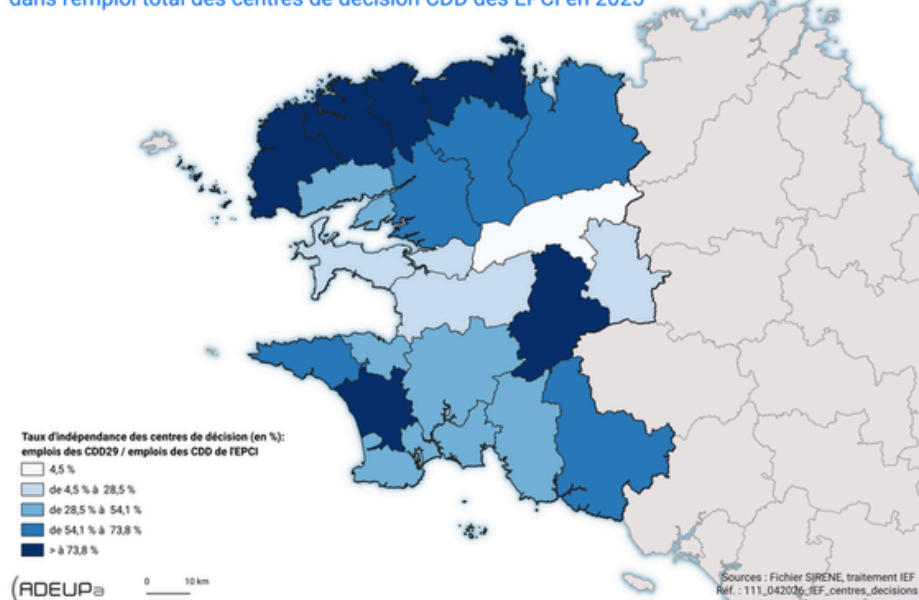 dans l'emploi total des centres de décision CDD des EPCI en 2025
Taux d'indépendance des centres de décision (en %):
emplois des CDD29 / emplois des CDD de l'EPCI
4,5 %
de 4,5 % à 28,5 %
de 28,5 % à 54,1 %
de 54,1 % à 73,8 %
> à 73,8 %
ADEUPa
0 10 km
Sources : Fichier SIRENE, traitement IEF
Réf. : 111_042026_IEF_centres_decisions